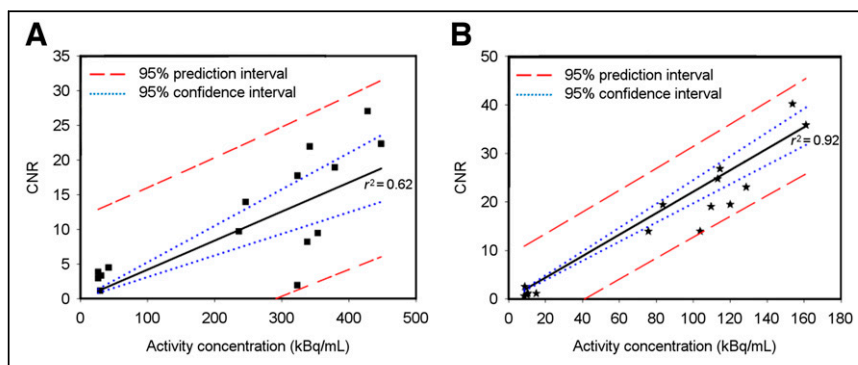 A
35
30
25
20
15
10
5
0
CNR
95% prediction interval
95% confidence interval
r² = 0.62
0 100 200 300 400 500
Activity concentration (kBq/mL)
B
50
40
30
20
10
0
CNR
95% prediction interval
95% confidence interval
r² = 0.92
0 20 40 60 80 100 120 140 160 180
Activity concentration (kBq/mL)